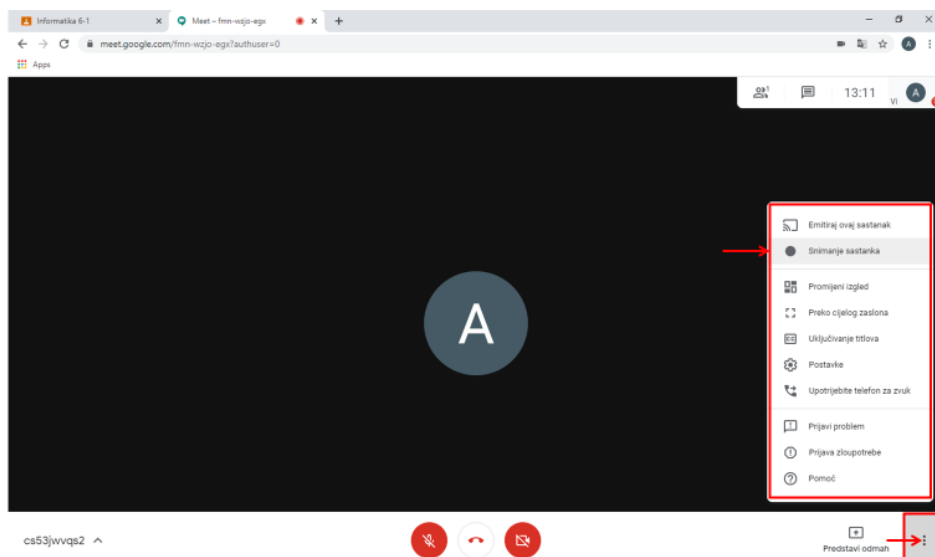 Informatika 6-1
Meet – fmn-wzjo-egx
meet.google.com/fmn-wzjo-egx?authuser=0
A
Apps
1
13:11
Vi
A
Emitiraj ovaj sastanak
Snimanje sastanka
Promijeni izgled
Preko cijelog zaslona
Uključivanje titlova
Postavke
Upotrijebite telefon za zvuk
Prijavi problem
Prijava zloupotrebe
Pomoć
A
cs53jwvqs2
Predstavi odmah